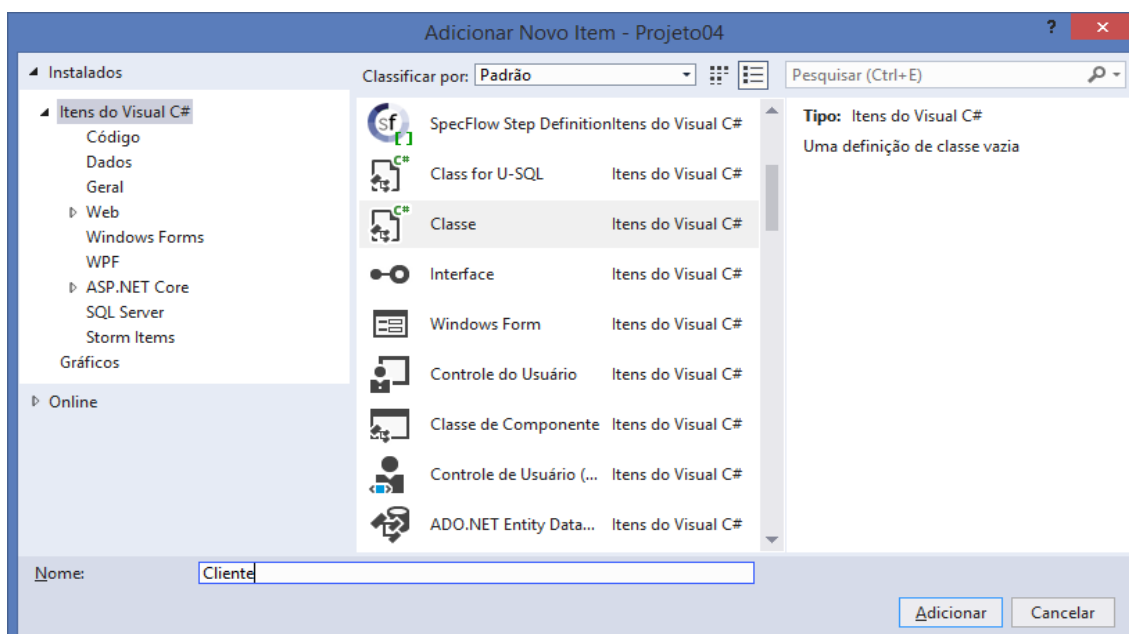 Adicionar Novo Item - Projeto04
?
Instalados
Classificar por: Padrão
Pesquisar (Ctrl+E)
Itens do Visual C#
Código
Dados
Geral
Web
Windows Forms
WPF
ASP.NET Core
SQL Server
Storm Items
Gráficos
Online
SpecFlow Step Definition Itens do Visual C#
Class for U-SQL Itens do Visual C#
Classe Itens do Visual C#
Interface Itens do Visual C#
Windows Form Itens do Visual C#
Controle do Usuário Itens do Visual C#
Classe de Componente Itens do Visual C#
Controle de Usuário (... Itens do Visual C#
ADO.NET Entity Data... Itens do Visual C#
Tipo: Itens do Visual C#
Uma definição de classe vazia
Nome: Cliente
Adicionar Cancelar